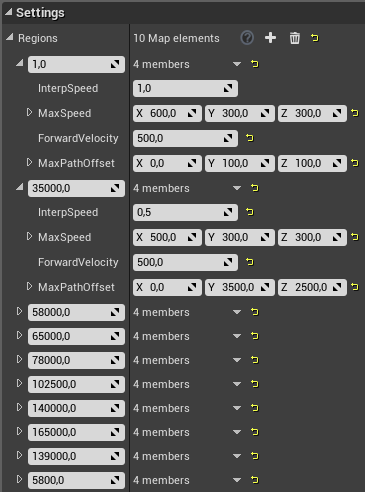 Settings
Regions 10 Map elements
1,0 4 members
InterpSpeed 1,0
MaxSpeed X 600,0 Y 300,0 Z 300,0
ForwardVelocity 500,0
MaxPathOffset X 0,0 Y 100,0 Z 100,0
35000,0 4 members
InterpSpeed 0,5
MaxSpeed X 500,0 Y 300,0 Z 300,0
ForwardVelocity 500,0
MaxPathOffset X 0,0 Y 3500,0 Z 2500,0
58000,0 4 members
65000,0 4 members
78000,0 4 members
102500,0 4 members
140000,0 4 members
165000,0 4 members
139000,0 4 members
5800,0 4 members